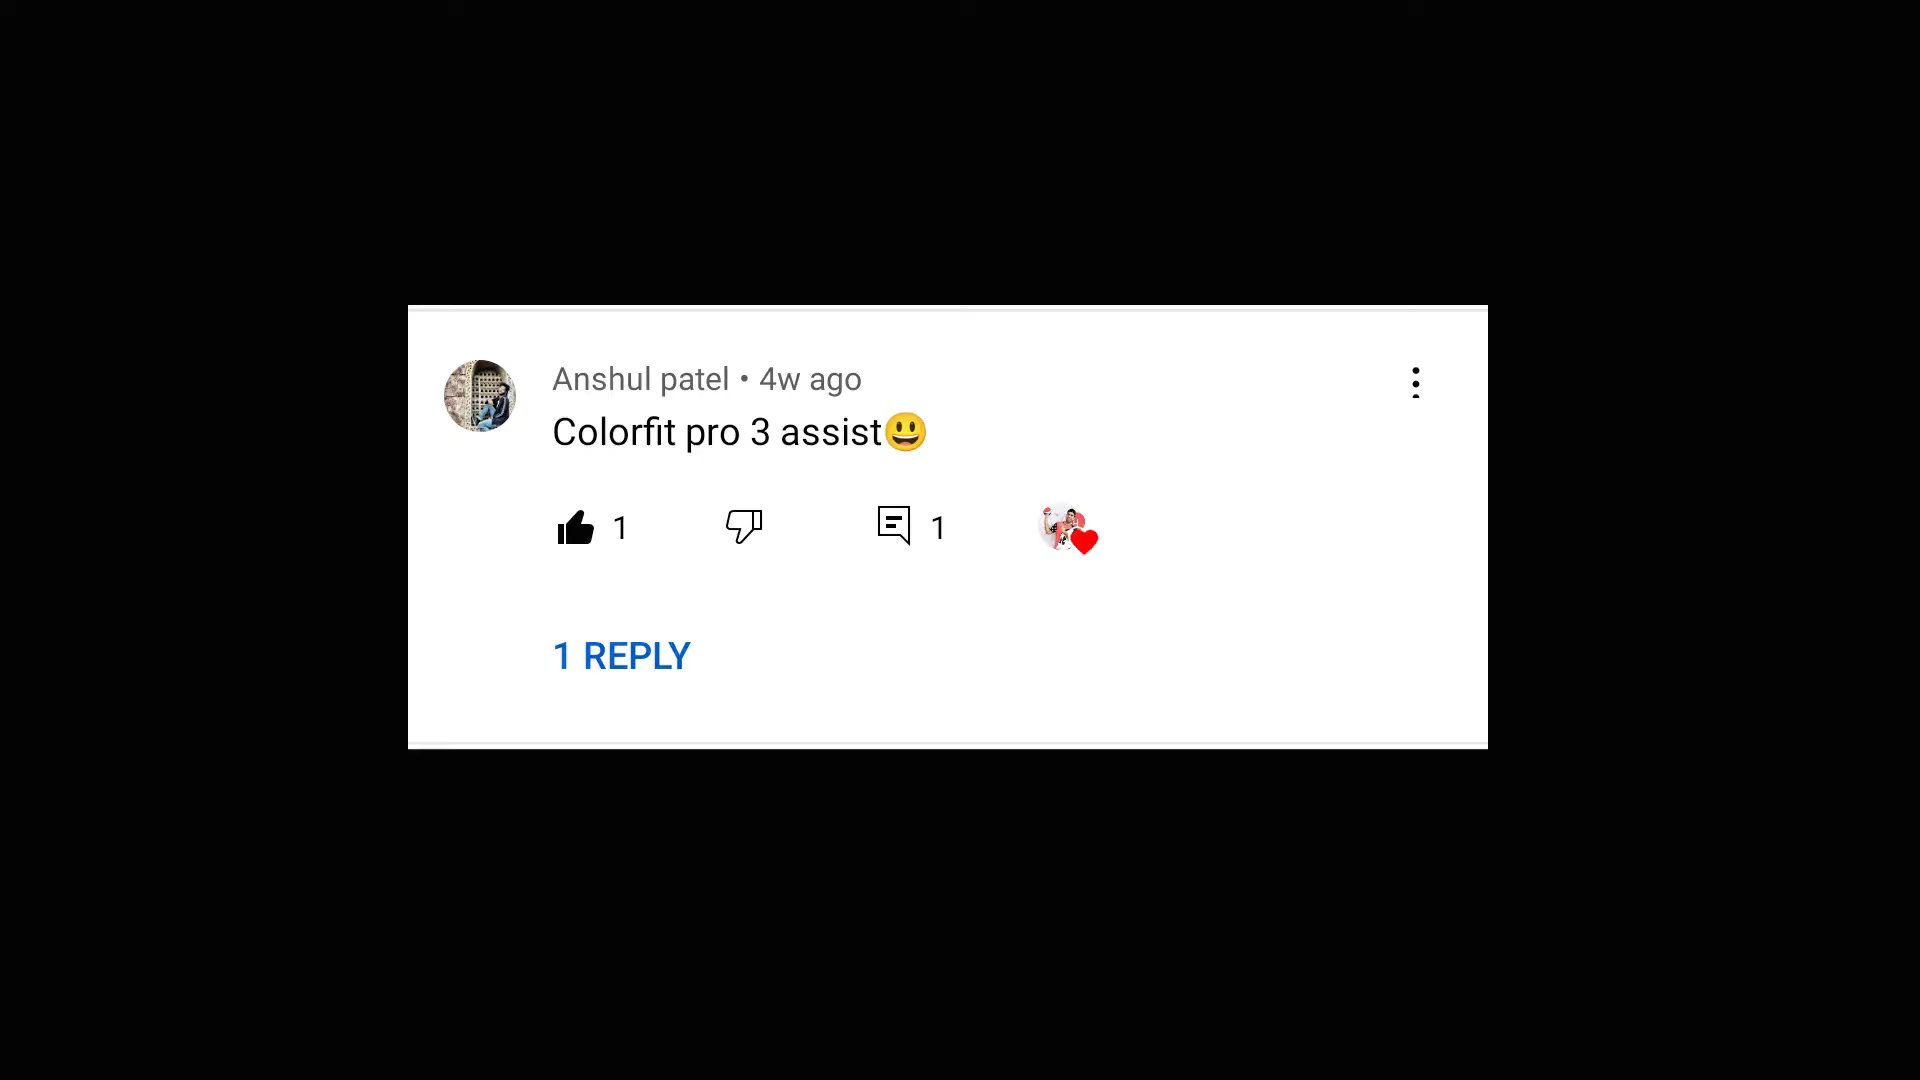 Anshul patel • 4w ago
Colorfit pro 3 assist😃
1 1
1 REPLY